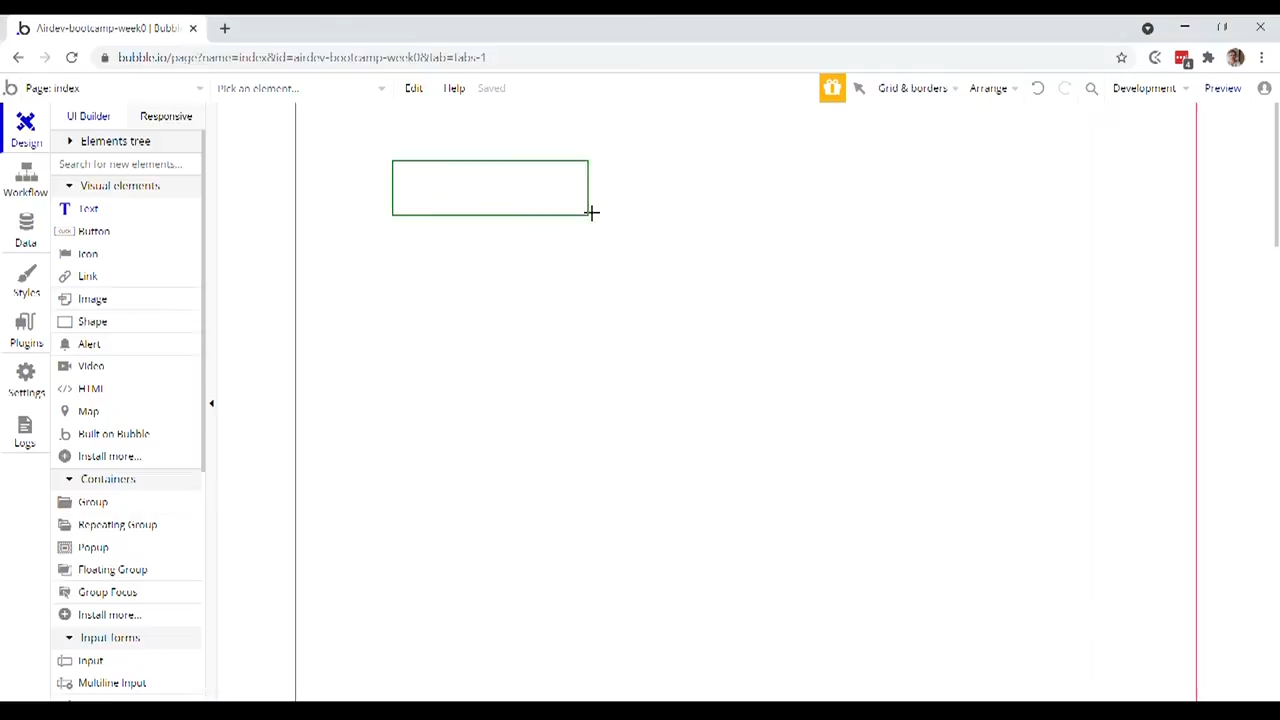 Airdev-bootcamp-week0 | Bubbl
bubble.io/page?name=index&id=airdev-bootcamp-week0&tab=tabs-1
4
Page: index
Pick an element...
Edit
Help
Saved
Grid & borders
Arrange
Development
Preview
Design
Workflow
Data
Styles
Plugins
Settings
Logs
UI Builder
Responsive
Elements tree
Search for new elements...
Visual elements
T Text
CLICK Button
Icon
Link
Image
Shape
Alert
Video
</> HTML
Map
Built on Bubble
Install more...
Containers
Group
Repeating Group
Popup
Floating Group
Group Focus
Install more...
Input forms
Input
Multiline Input